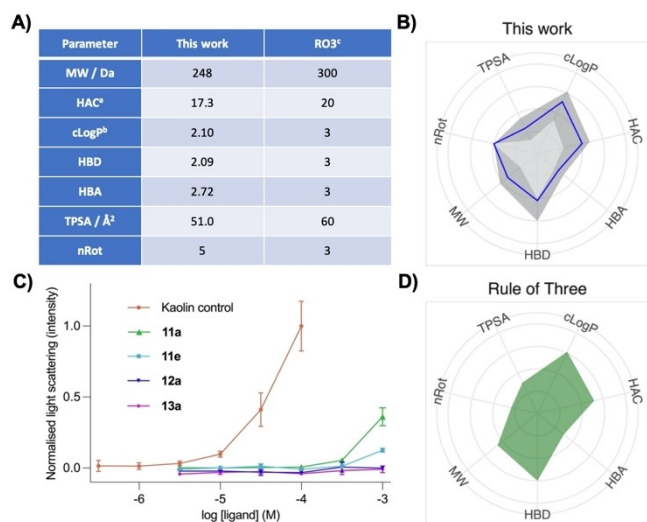 A)
Parameter This work RO3ᶜ
MW / Da 248 300
HACᵃ 17.3 20
cLogPᵇ 2.10 3
HBD 2.09 3
HBA 2.72 3
TPSA / Å² 51.0 60
nRot 5 3
B)
This work
TPSA
cLogP
nRot
HAC
MW
HBA
HBD
C)
Normalised light scattering (intensity)
1.0
0.5
0.0
Kaolin control
11a
11e
12a
13a
-6 -5 -4 -3
log [ligand] (M)
D)
Rule of Three
TPSA
cLogP
nRot
HAC
MW
HBA
HBD